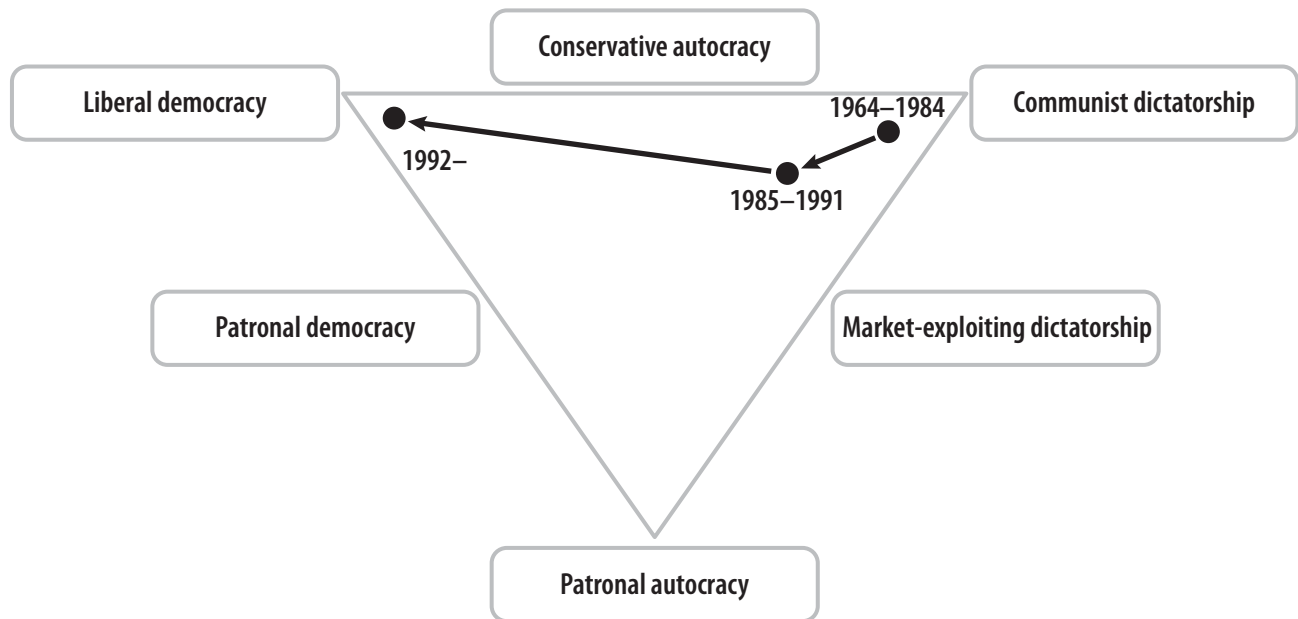 Conservative autocracy
Liberal democracy
Communist dictatorship
1964–1984
1992–
1985–1991
Patronal democracy
Market-exploiting dictatorship
Patronal autocracy